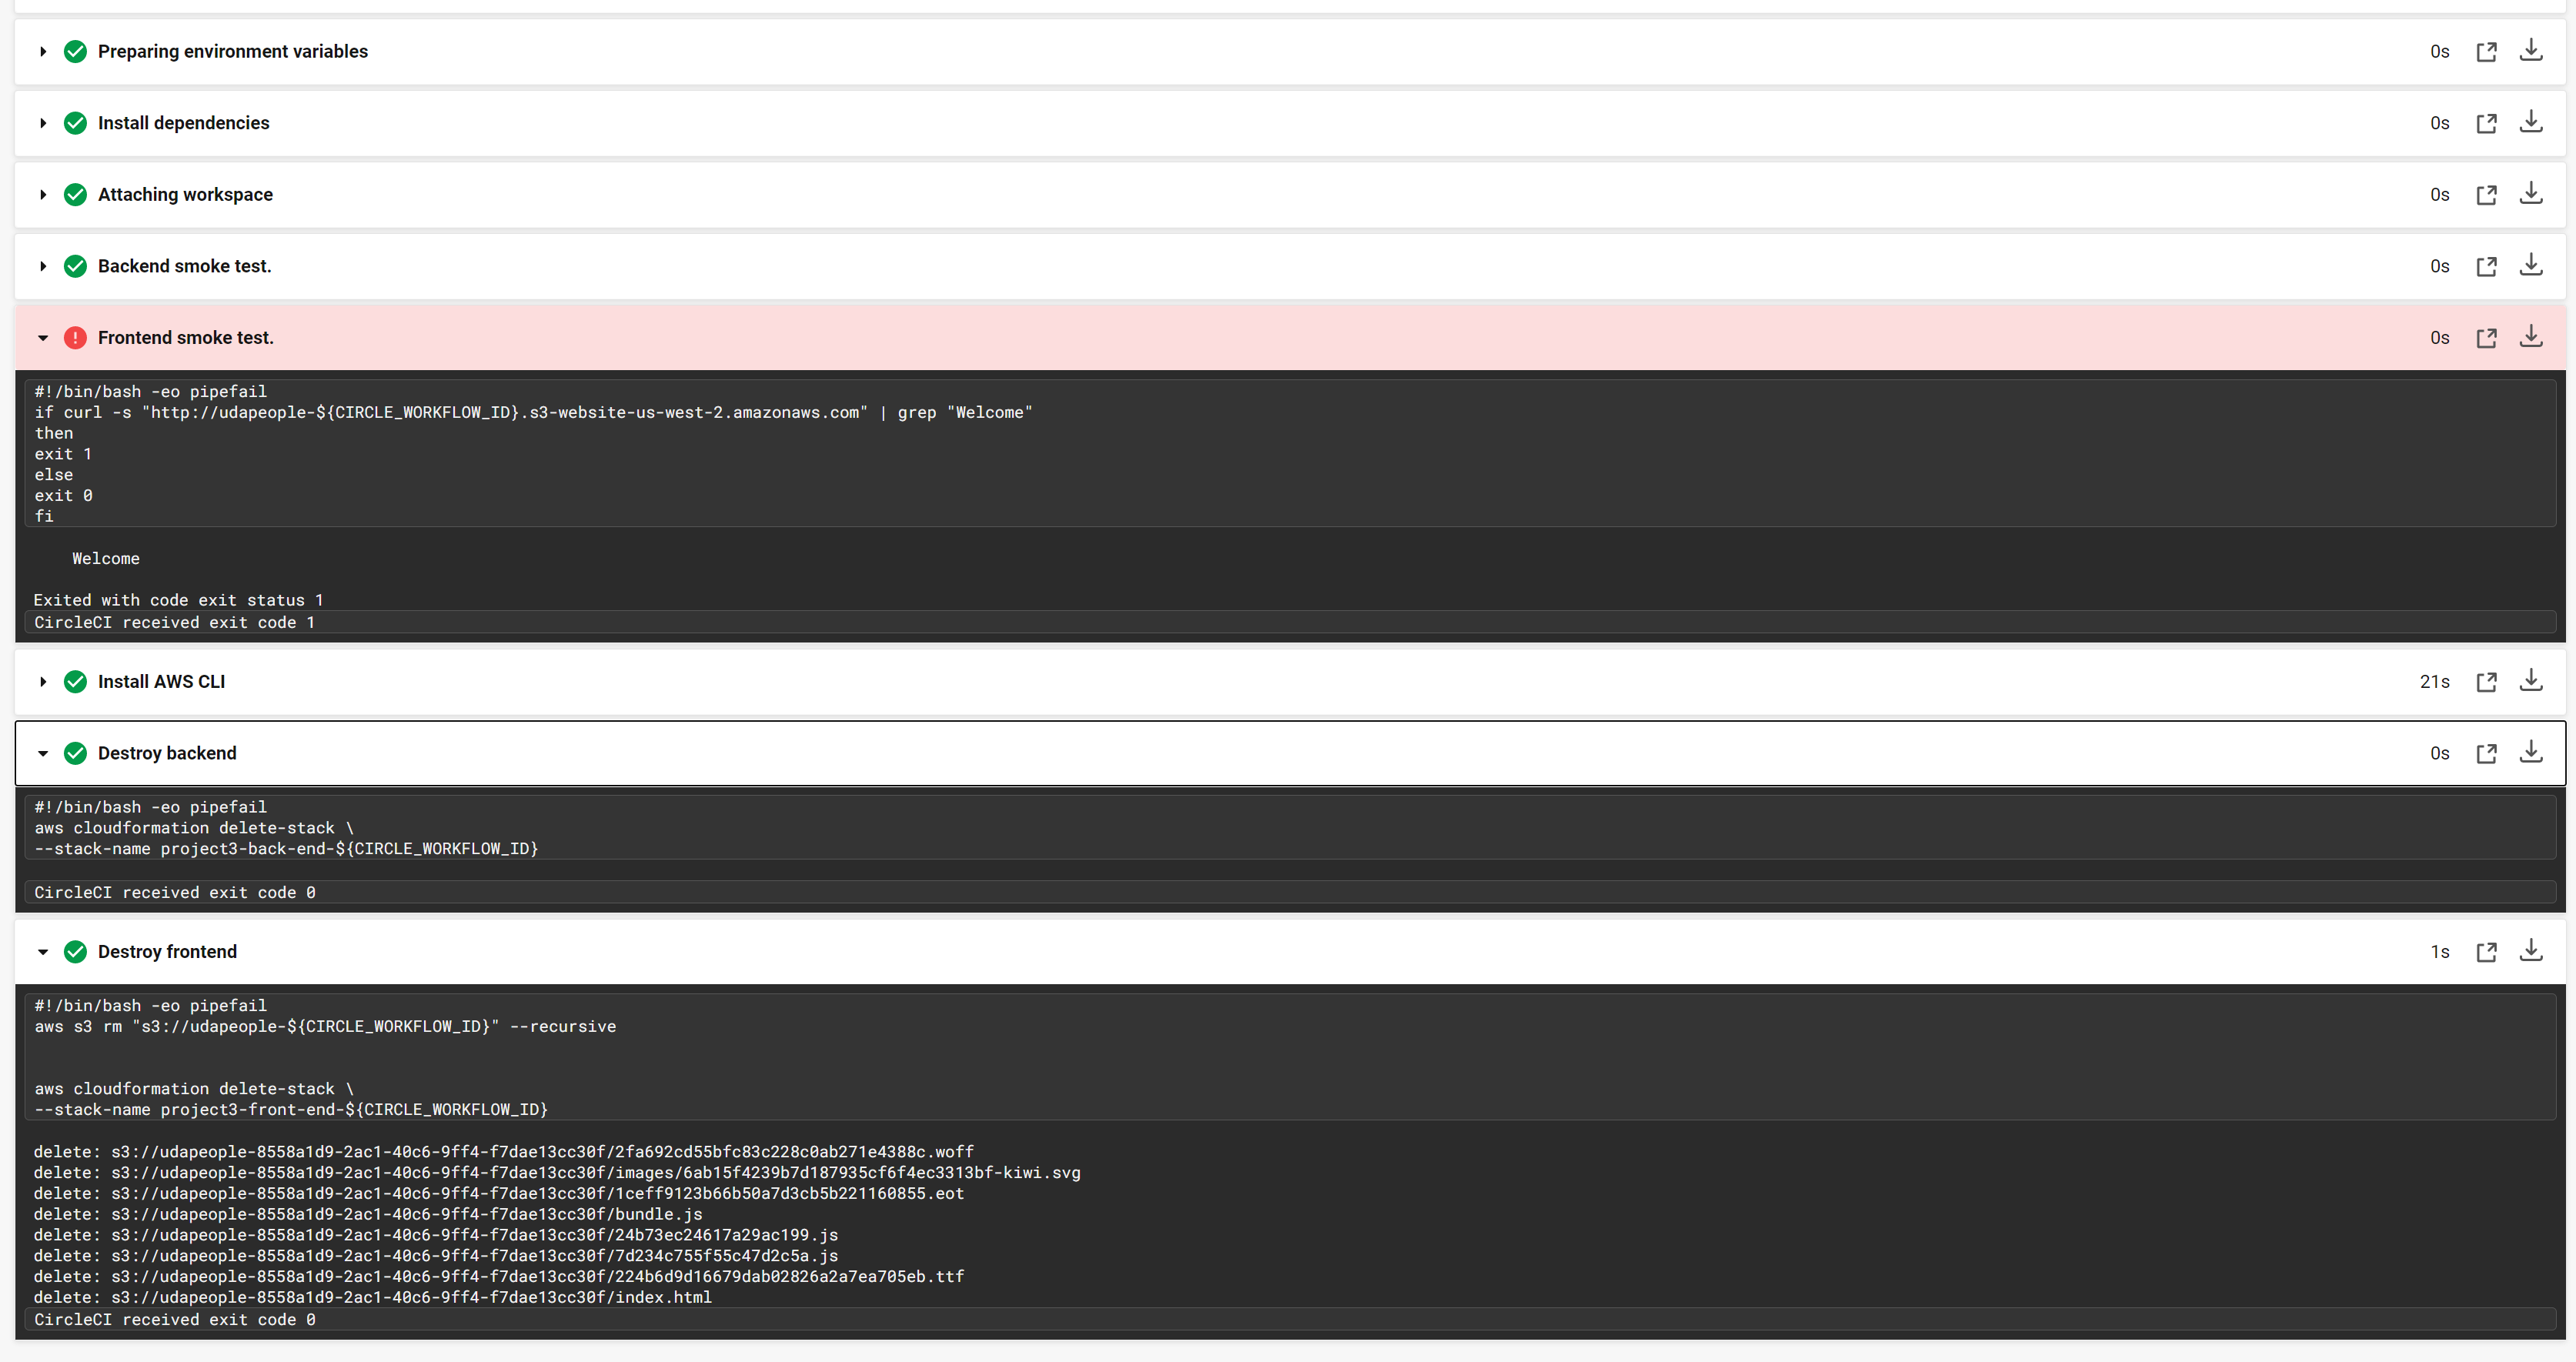 Preparing environment variables 0s
Install dependencies 0s
Attaching workspace 0s
Backend smoke test. 0s
Frontend smoke test. 0s
#!/bin/bash -eo pipefail
if curl -s "http://udapeople-${CIRCLE_WORKFLOW_ID}.s3-website-us-west-2.amazonaws.com" | grep "Welcome"
then
exit 1
else
exit 0
fi
Welcome
Exited with code exit status 1
CircleCI received exit code 1
Install AWS CLI 21s
Destroy backend 0s
#!/bin/bash -eo pipefail
aws cloudformation delete-stack \
--stack-name project3-back-end-${CIRCLE_WORKFLOW_ID}
CircleCI received exit code 0
Destroy frontend 1s
#!/bin/bash -eo pipefail
aws s3 rm "s3://udapeople-${CIRCLE_WORKFLOW_ID}" --recursive
aws cloudformation delete-stack \
--stack-name project3-front-end-${CIRCLE_WORKFLOW_ID}
delete: s3://udapeople-8558a1d9-2ac1-40c6-9ff4-f7dae13cc30f/2fa692cd55bfc83c228c0ab271e4388c.woff
delete: s3://udapeople-8558a1d9-2ac1-40c6-9ff4-f7dae13cc30f/images/6ab15f4239b7d187935cf6f4ec3313bf-kiwi.svg
delete: s3://udapeople-8558a1d9-2ac1-40c6-9ff4-f7dae13cc30f/1ceff9123b66b50a7d3cb5b221160855.eot
delete: s3://udapeople-8558a1d9-2ac1-40c6-9ff4-f7dae13cc30f/bundle.js
delete: s3://udapeople-8558a1d9-2ac1-40c6-9ff4-f7dae13cc30f/24b73ec24617a29ac199.js
delete: s3://udapeople-8558a1d9-2ac1-40c6-9ff4-f7dae13cc30f/7d234c755f55c47d2c5a.js
delete: s3://udapeople-8558a1d9-2ac1-40c6-9ff4-f7dae13cc30f/224b6d9d16679dab02826a2a7ea705eb.ttf
delete: s3://udapeople-8558a1d9-2ac1-40c6-9ff4-f7dae13cc30f/index.html
CircleCI received exit code 0